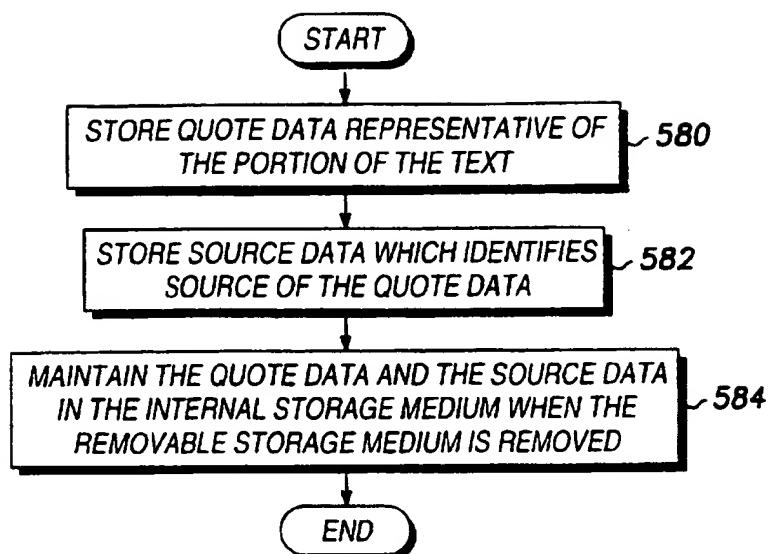 START
STORE QUOTE DATA REPRESENTATIVE OF
THE PORTION OF THE TEXT
580
STORE SOURCE DATA WHICH IDENTIFIES
SOURCE OF THE QUOTE DATA
582
MAINTAIN THE QUOTE DATA AND THE SOURCE DATA
IN THE INTERNAL STORAGE MEDIUM WHEN THE
REMOVABLE STORAGE MEDIUM IS REMOVED
584
END